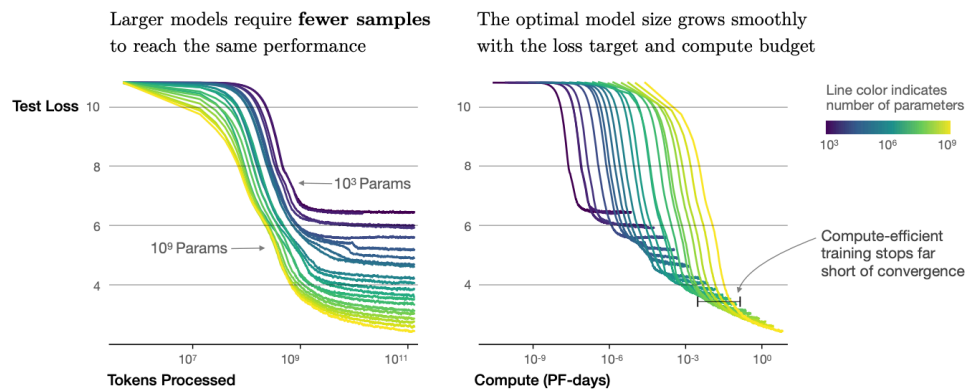 Larger models require fewer samples
to reach the same performance
The optimal model size grows smoothly
with the loss target and compute budget
Test Loss
10
8
6
4
10³ Params
10⁹ Params
10⁷
10⁹
10¹¹
Tokens Processed
10
8
6
4
Line color indicates
number of parameters
10³
10⁶
10⁹
Compute-efficient
training stops far
short of convergence
10⁻⁹
10⁻⁶
10⁻³
10⁰
Compute (PF-days)